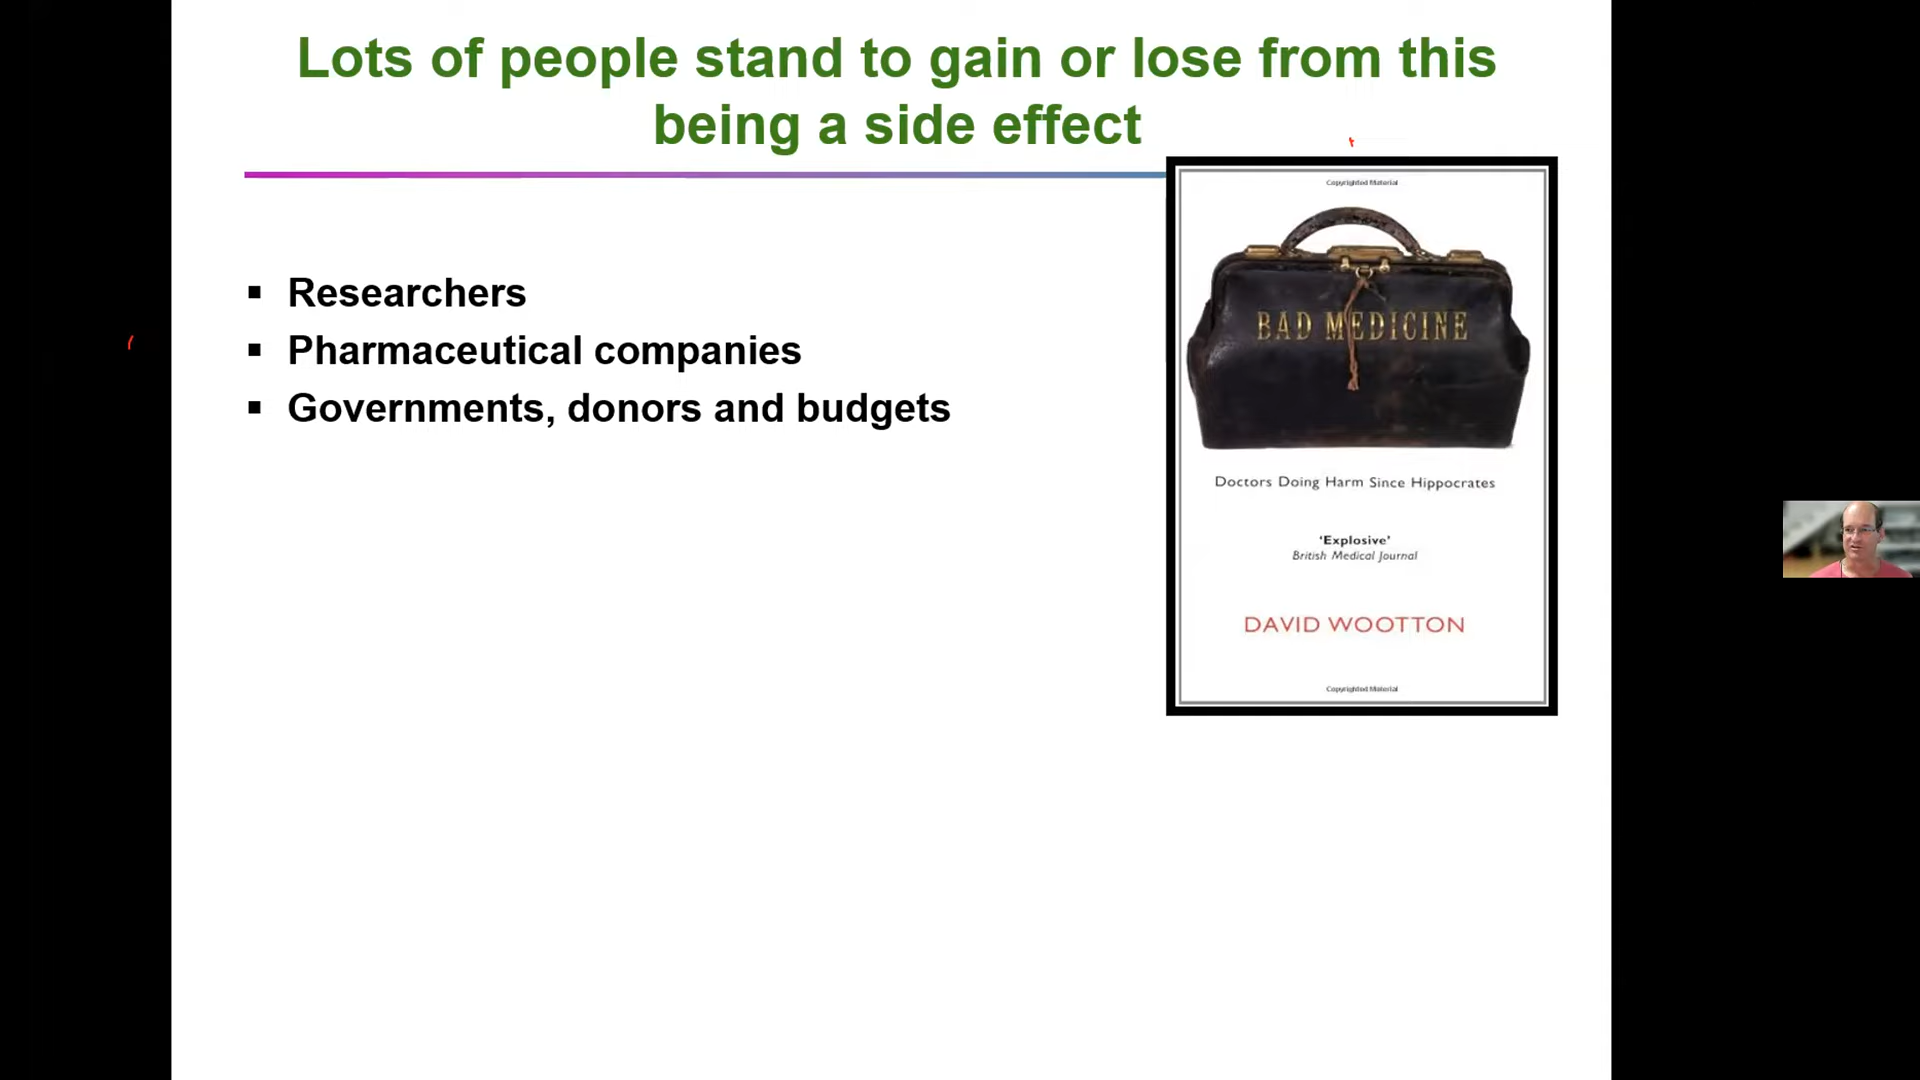 Lots of people stand to gain or lose from this
being a side effect
▪ Researchers
▪ Pharmaceutical companies
▪ Governments, donors and budgets
Copyrighted Material
BAD MEDICINE
Doctors Doing Harm Since Hippocrates
‘Explosive’
British Medical Journal
DAVID WOOTTON
Copyrighted Material